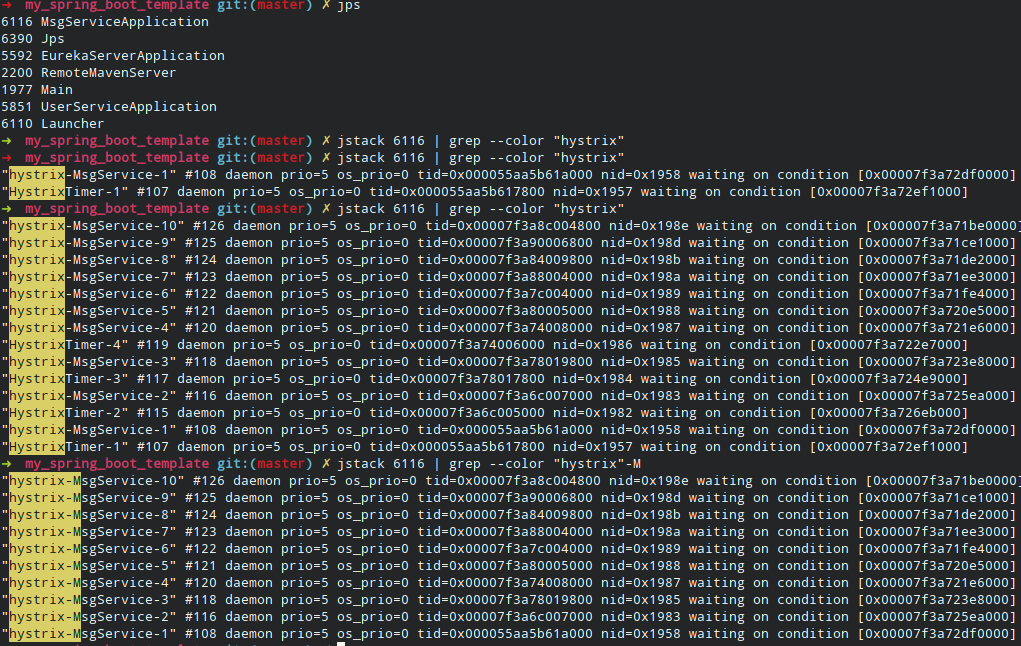 → my_spring_boot_template git:(master) ✗ jps
6116 MsgServiceApplication
6390 Jps
5592 EurekaServerApplication
2200 RemoteMavenServer
1977 Main
5851 UserServiceApplication
6110 Launcher
→ my_spring_boot_template git:(master) ✗ jstack 6116 | grep --color "hystrix"
→ my_spring_boot_template git:(master) ✗ jstack 6116 | grep --color "hystrix"
"hystrix-MsgService-1" #108 daemon prio=5 os_prio=0 tid=0x000055aa5b61a000 nid=0x1958 waiting on condition [0x00007f3a72df0000]
"HystrixTimer-1" #107 daemon prio=5 os_prio=0 tid=0x000055aa5b617800 nid=0x1957 waiting on condition [0x00007f3a72ef1000]
→ my_spring_boot_template git:(master) ✗ jstack 6116 | grep --color "hystrix"
"hystrix-MsgService-10" #126 daemon prio=5 os_prio=0 tid=0x00007f3a8c004800 nid=0x198e waiting on condition [0x00007f3a71be0000]
"hystrix-MsgService-9" #125 daemon prio=5 os_prio=0 tid=0x00007f3a90006800 nid=0x198d waiting on condition [0x00007f3a71ce1000]
"hystrix-MsgService-8" #124 daemon prio=5 os_prio=0 tid=0x00007f3a84009800 nid=0x198b waiting on condition [0x00007f3a71de2000]
"hystrix-MsgService-7" #123 daemon prio=5 os_prio=0 tid=0x00007f3a88004000 nid=0x198a waiting on condition [0x00007f3a71ee3000]
"hystrix-MsgService-6" #122 daemon prio=5 os_prio=0 tid=0x00007f3a7c004000 nid=0x1989 waiting on condition [0x00007f3a71fe4000]
"hystrix-MsgService-5" #121 daemon prio=5 os_prio=0 tid=0x00007f3a80005000 nid=0x1988 waiting on condition [0x00007f3a720e5000]
"hystrix-MsgService-4" #120 daemon prio=5 os_prio=0 tid=0x00007f3a74008000 nid=0x1987 waiting on condition [0x00007f3a721e6000]
"HystrixTimer-4" #119 daemon prio=5 os_prio=0 tid=0x00007f3a74006000 nid=0x1986 waiting on condition [0x00007f3a722e7000]
"hystrix-MsgService-3" #118 daemon prio=5 os_prio=0 tid=0x00007f3a78019800 nid=0x1985 waiting on condition [0x00007f3a723e8000]
"HystrixTimer-3" #117 daemon prio=5 os_prio=0 tid=0x00007f3a78017800 nid=0x1984 waiting on condition [0x00007f3a724e9000]
"hystrix-MsgService-2" #116 daemon prio=5 os_prio=0 tid=0x00007f3a6c007000 nid=0x1983 waiting on condition [0x00007f3a725ea000]
"HystrixTimer-2" #115 daemon prio=5 os_prio=0 tid=0x00007f3a6c005000 nid=0x1982 waiting on condition [0x00007f3a726eb000]
"hystrix-MsgService-1" #108 daemon prio=5 os_prio=0 tid=0x000055aa5b61a000 nid=0x1958 waiting on condition [0x00007f3a72df0000]
"HystrixTimer-1" #107 daemon prio=5 os_prio=0 tid=0x000055aa5b617800 nid=0x1957 waiting on condition [0x00007f3a72ef1000]
→ my_spring_boot_template git:(master) ✗ jstack 6116 | grep --color "hystrix"-M
"hystrix-MsgService-10" #126 daemon prio=5 os_prio=0 tid=0x00007f3a8c004800 nid=0x198e waiting on condition [0x00007f3a71be0000]
"hystrix-MsgService-9" #125 daemon prio=5 os_prio=0 tid=0x00007f3a90006800 nid=0x198d waiting on condition [0x00007f3a71ce1000]
"hystrix-MsgService-8" #124 daemon prio=5 os_prio=0 tid=0x00007f3a84009800 nid=0x198b waiting on condition [0x00007f3a71de2000]
"hystrix-MsgService-7" #123 daemon prio=5 os_prio=0 tid=0x00007f3a88004000 nid=0x198a waiting on condition [0x00007f3a71ee3000]
"hystrix-MsgService-6" #122 daemon prio=5 os_prio=0 tid=0x00007f3a7c004000 nid=0x1989 waiting on condition [0x00007f3a71fe4000]
"hystrix-MsgService-5" #121 daemon prio=5 os_prio=0 tid=0x00007f3a80005000 nid=0x1988 waiting on condition [0x00007f3a720e5000]
"hystrix-MsgService-4" #120 daemon prio=5 os_prio=0 tid=0x00007f3a74008000 nid=0x1987 waiting on condition [0x00007f3a721e6000]
"hystrix-MsgService-3" #118 daemon prio=5 os_prio=0 tid=0x00007f3a78019800 nid=0x1985 waiting on condition [0x00007f3a723e8000]
"hystrix-MsgService-2" #116 daemon prio=5 os_prio=0 tid=0x00007f3a6c007000 nid=0x1983 waiting on condition [0x00007f3a725ea000]
"hystrix-MsgService-1" #108 daemon prio=5 os_prio=0 tid=0x000055aa5b61a000 nid=0x1958 waiting on condition [0x00007f3a72df0000]